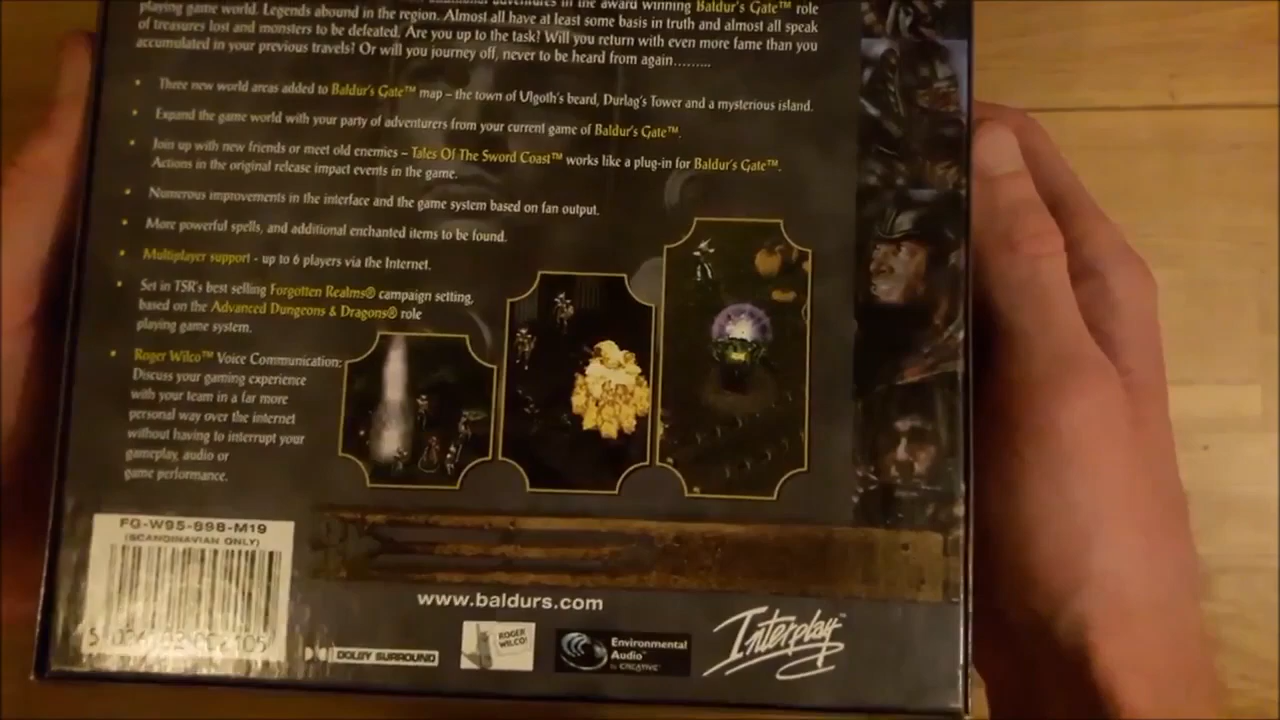 adventures in the award winning Baldur's Gate™ role
playing game world. Legends abound in the region. Almost all have at least some basis in truth and almost all speak
of treasures lost and monsters to be defeated. Are you up to the task? Will you return with even more fame than you
accumulated in your previous travels? Or will you journey off, never to be heard from again.........
• Three new world areas added to Baldur's Gate™ map – the town of Ulgoth's beard, Durlag's Tower and a mysterious island.
• Expand the game world with your party of adventurers from your current game of Baldur's Gate™.
• Join up with new friends or meet old enemies – Tales Of The Sword Coast™ works like a plug-in for Baldur's Gate™.
Actions in the original release impact events in the game.
• Numerous improvements in the interface and the game system based on fan output.
• More powerful spells, and additional enchanted items to be found.
• Multiplayer support - up to 6 players via the Internet.
• Set in TSR's best selling Forgotten Realms® campaign setting,
based on the Advanced Dungeons & Dragons® role
playing game system.
• Roger Wilco™ Voice Communication:
Discuss your gaming experience
with your team in a far more
personal way over the internet
without having to interrupt your
gameplay, audio or
game performance.
FG-W95-898-M19
(SCANDINAVIAN ONLY)
www.baldurs.com
DOLBY SURROUND
ROGER
WILCO!
Environmental
Audio™
by CREATIVE
Interplay™